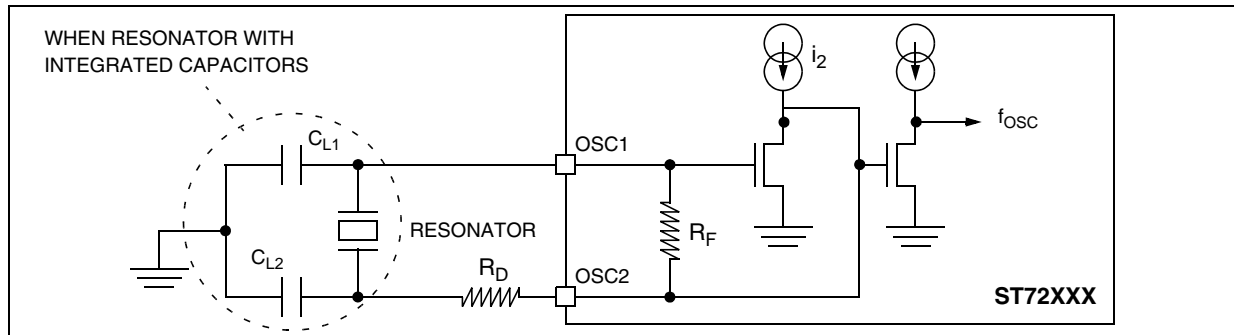 WHEN RESONATOR WITH
INTEGRATED CAPACITORS
i2
fOSC
CL1
OSC1
RESONATOR
RF
CL2
RD
OSC2
ST72XXX